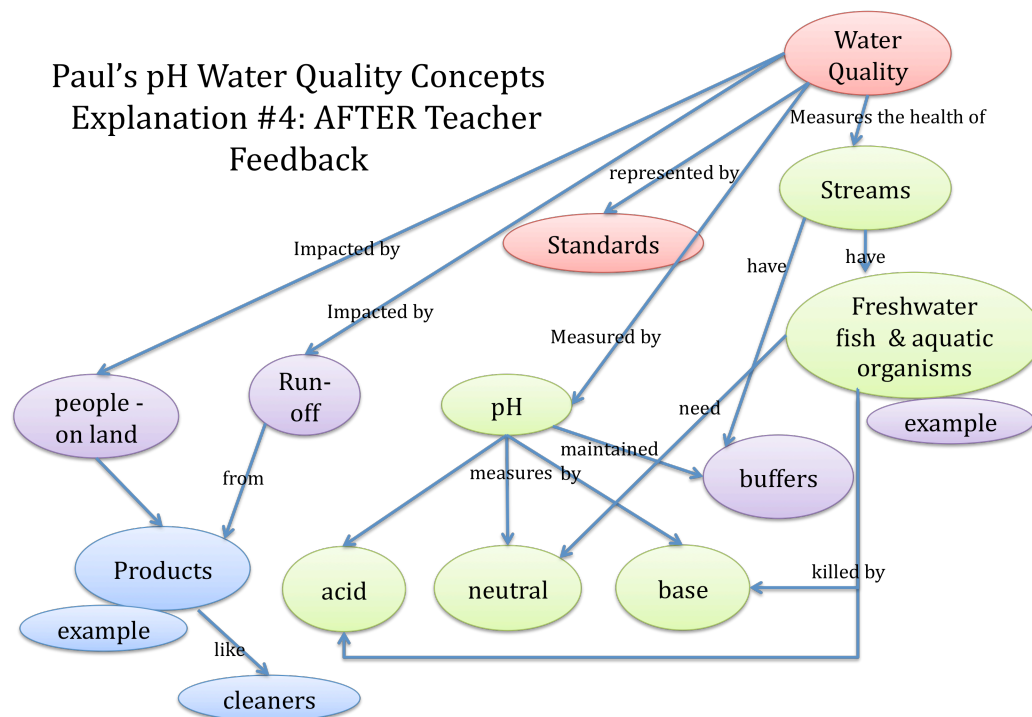 Paul's pH Water Quality Concepts
Explanation #4: AFTER Teacher
Feedback
Water
Quality
Measures the health of
Streams
represented by
Standards
Impacted by
have
have
Impacted by
Freshwater
fish & aquatic
organisms
example
Measured by
people -
on land
Run-
off
pH
need
maintained
by
buffers
from
measures
Products
example
acid
neutral
base
killed by
like
cleaners